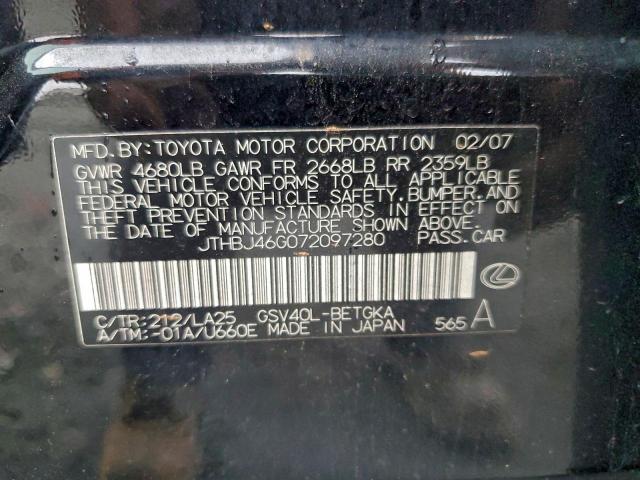 MFD. BY: TOYOTA MOTOR CORPORATION 02/07
GVWR 4680LB GAWR FR 2668LB RR 2359LB
THIS VEHICLE CONFORMS TO ALL APPLICABLE
FEDERAL MOTOR VEHICLE SAFETY, BUMPER, AND
THEFT PREVENTION STANDARDS IN EFFECT ON
THE DATE OF MANUFACTURE SHOWN ABOVE.
JTHBJ46G072097280 PASS. CAR
C/TR: 212/LA25 GSV40L-BETGKA
A/TM: -01A/U660E MADE IN JAPAN 565 A